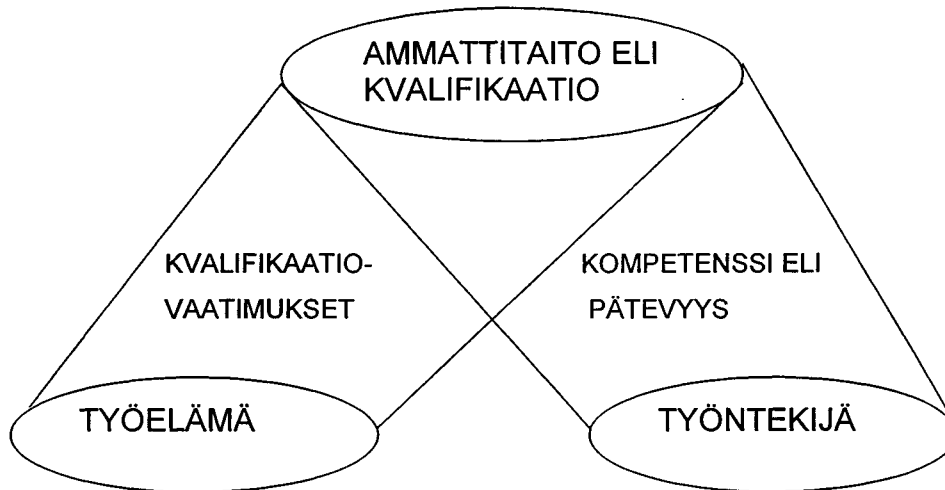 AMMATTITAITO ELI
KVALIFIKAATIO
KVALIFIKAATIO-
VAATIMUKSET
KOMPETENSSI ELI
PÄTEVYYS
TYÖELÄMÄ
TYÖNTEKIJÄ